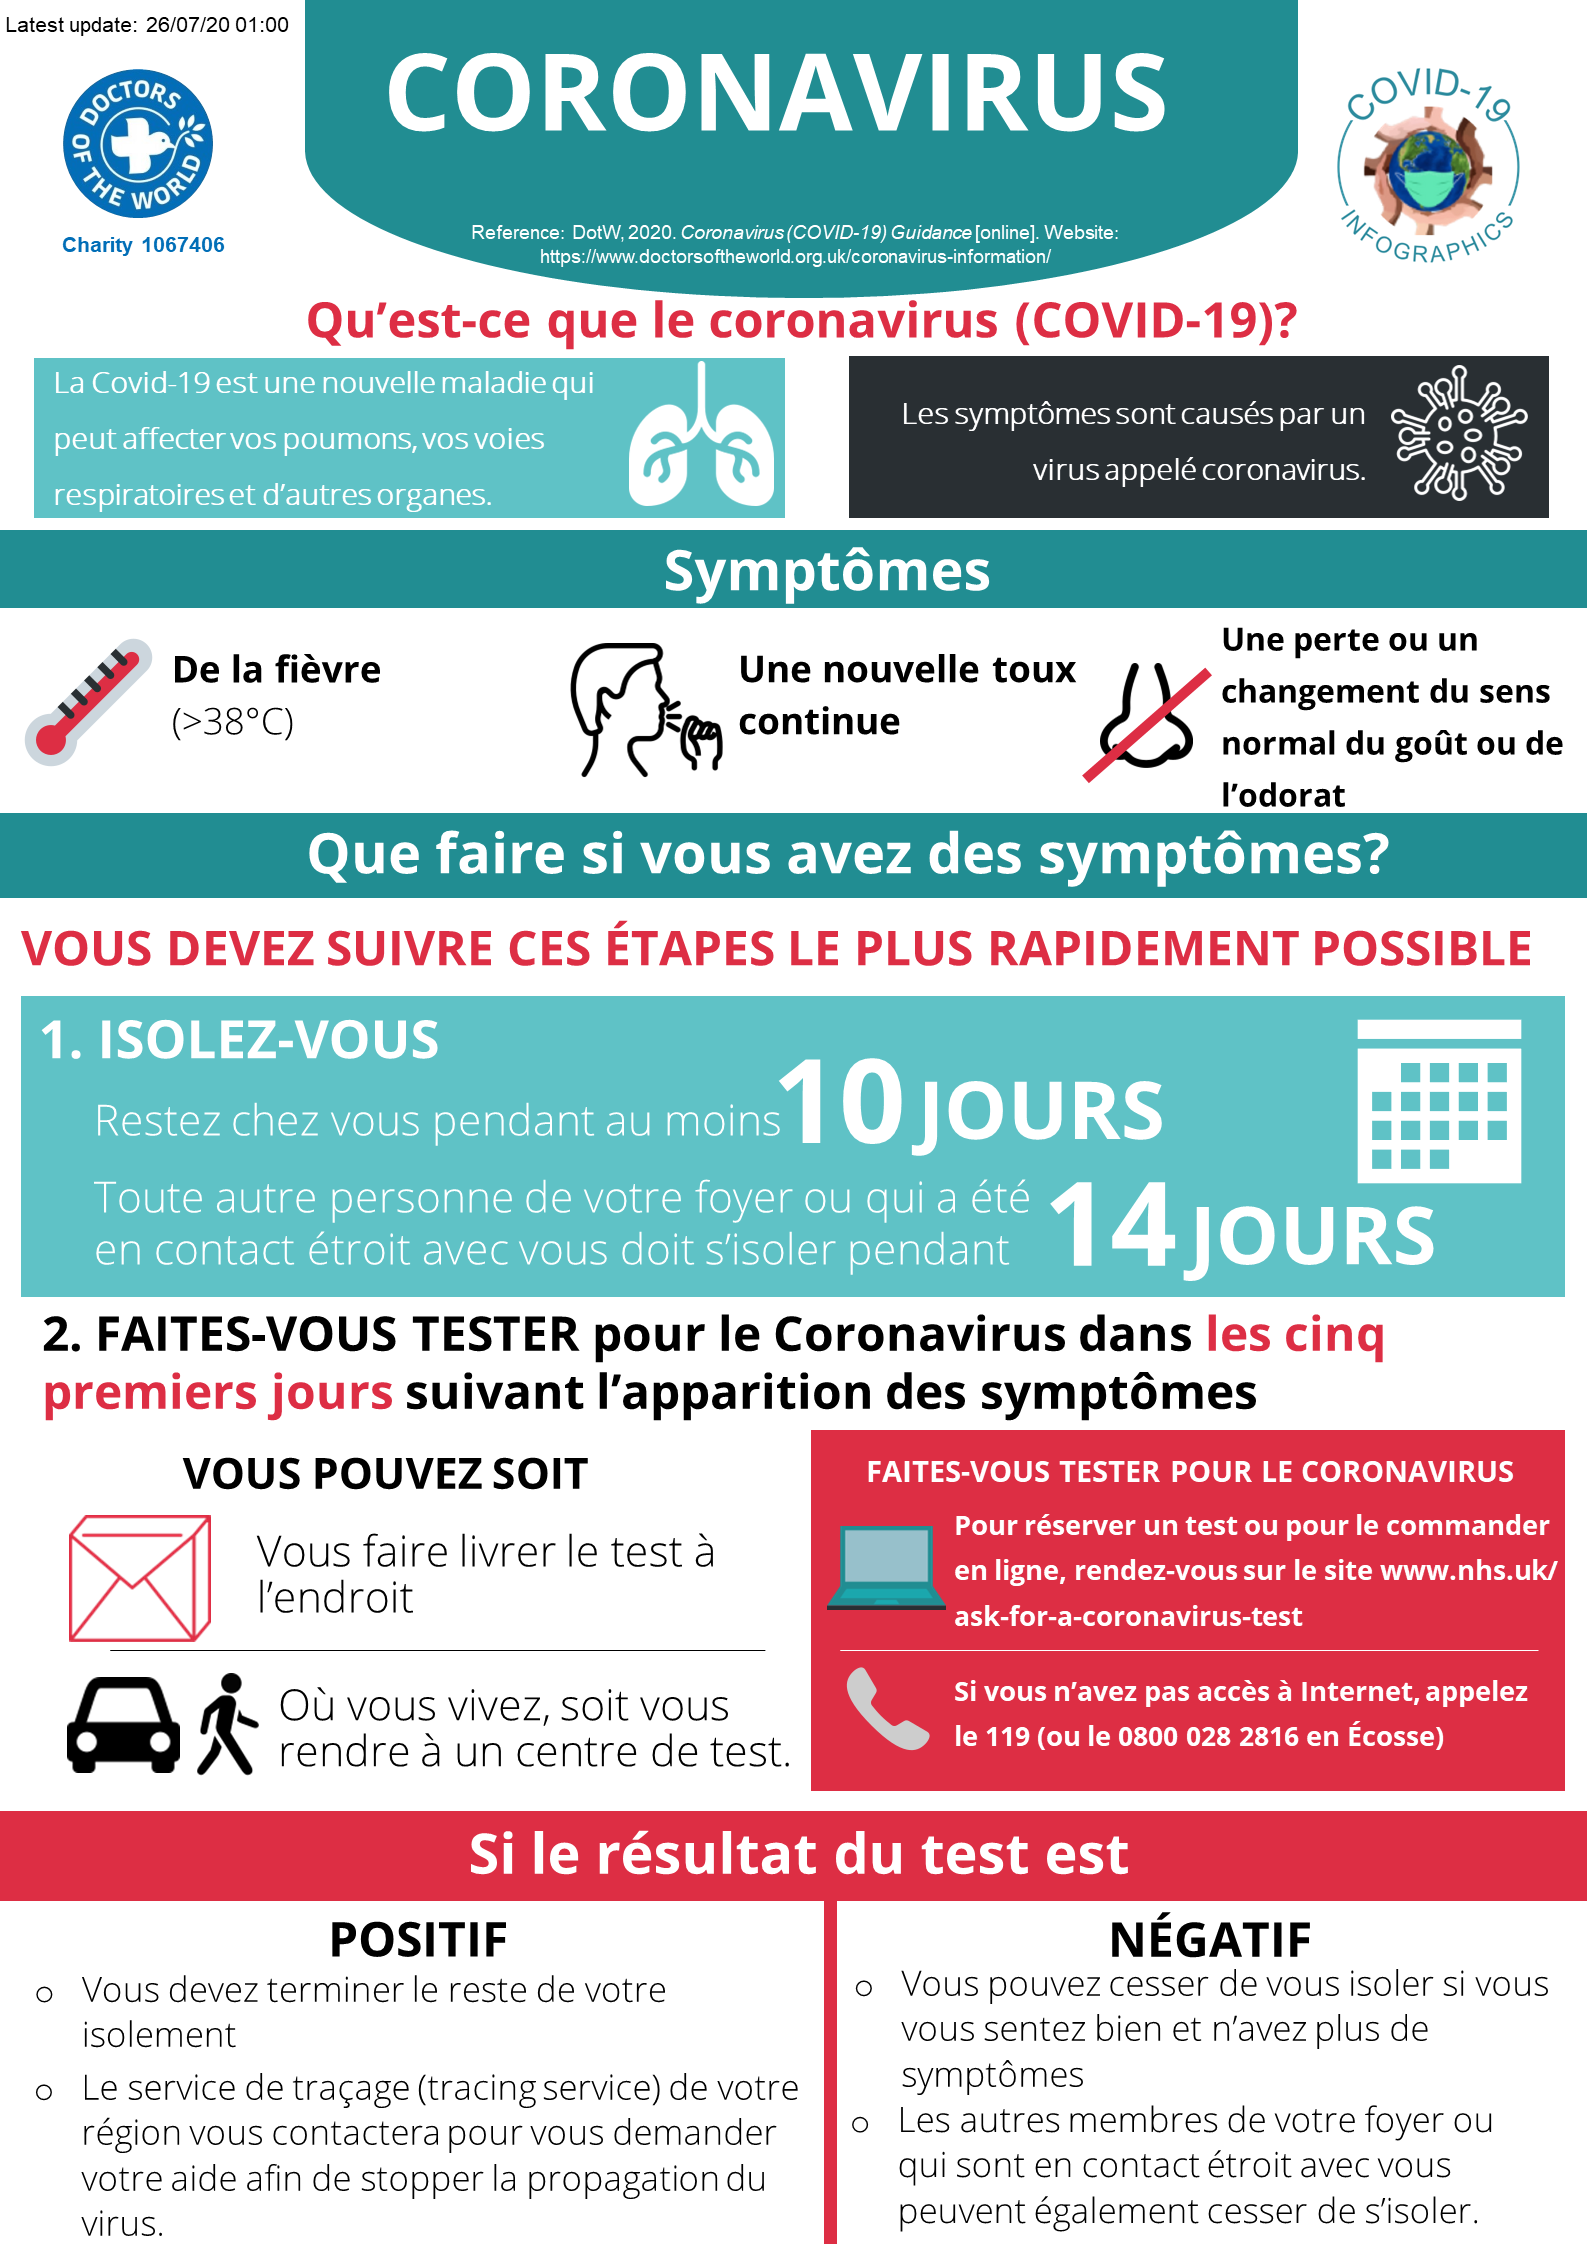 Latest update: 26/07/20 01:00
DOCTORS OF THE WORLD
Charity 1067406
CORONAVIRUS
Reference: DotW, 2020. Coronavirus (COVID-19) Guidance [online]. Website:
https://www.doctorsoftheworld.org.uk/coronavirus-information/
COVID-19
INFOGRAPHICS
Qu’est-ce que le coronavirus (COVID-19)?
La Covid-19 est une nouvelle maladie qui
peut affecter vos poumons, vos voies
respiratoires et d’autres organes.
Les symptômes sont causés par un
virus appelé coronavirus.
Symptômes
De la fièvre
(>38°C)
Une nouvelle toux
continue
Une perte ou un
changement du sens
normal du goût ou de
l’odorat
Que faire si vous avez des symptômes?
VOUS DEVEZ SUIVRE CES ÉTAPES LE PLUS RAPIDEMENT POSSIBLE
1. ISOLEZ-VOUS
Restez chez vous pendant au moins 10 JOURS
Toute autre personne de votre foyer ou qui a été
en contact étroit avec vous doit s’isoler pendant 14 JOURS
2. FAITES-VOUS TESTER pour le Coronavirus dans les cinq
premiers jours suivant l’apparition des symptômes
VOUS POUVEZ SOIT
Vous faire livrer le test à
l’endroit
Où vous vivez, soit vous
rendre à un centre de test.
FAITES-VOUS TESTER POUR LE CORONAVIRUS
Pour réserver un test ou pour le commander
en ligne, rendez-vous sur le site www.nhs.uk/
ask-for-a-coronavirus-test
Si vous n’avez pas accès à Internet, appelez
le 119 (ou le 0800 028 2816 en Écosse)
Si le résultat du test est
POSITIF
o Vous devez terminer le reste de votre
isolement
o Le service de traçage (tracing service) de votre
région vous contactera pour vous demander
votre aide afin de stopper la propagation du
virus.
NÉGATIF
o Vous pouvez cesser de vous isoler si vous
vous sentez bien et n’avez plus de
symptômes
o Les autres membres de votre foyer ou
qui sont en contact étroit avec vous
peuvent également cesser de s’isoler.